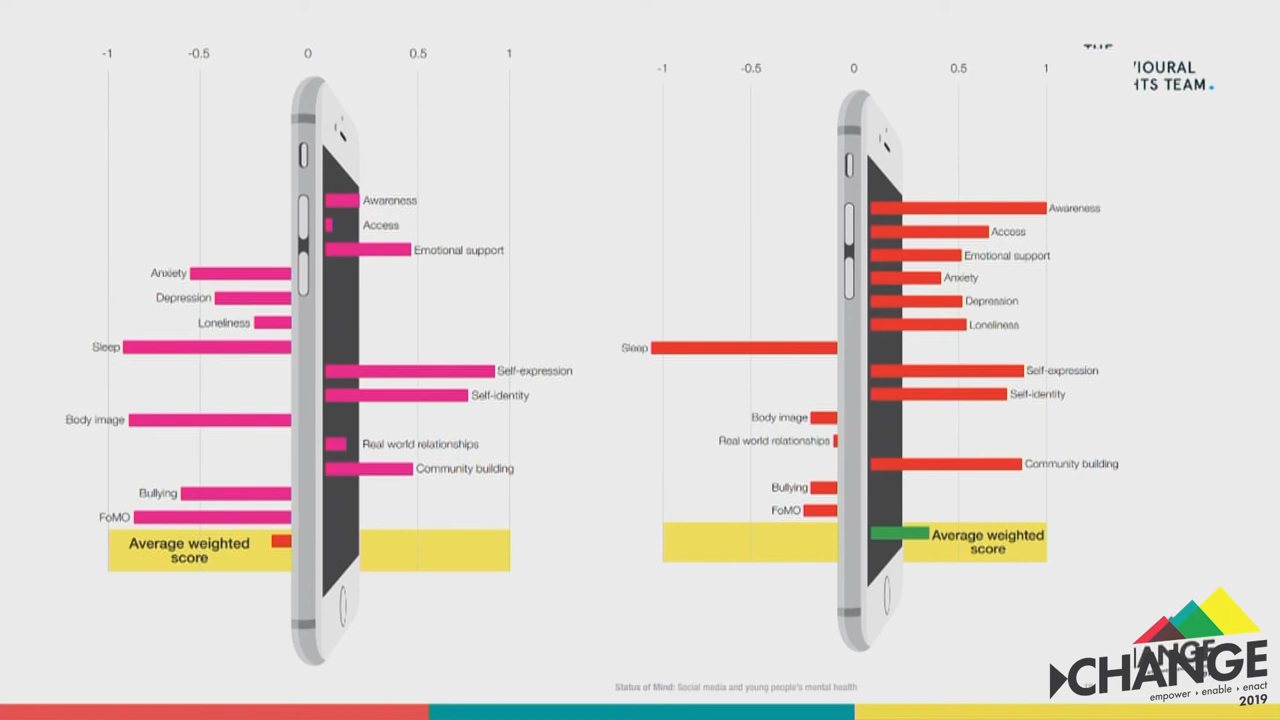 -1 -0.5 0 0.5 1
Awareness
Access
Emotional support
Anxiety
Depression
Loneliness
Sleep
Self-expression
Self-identity
Body image
Real world relationships
Community building
Bullying
FoMO
Average weighted
score
-1 -0.5 0 0.5 1
Awareness
Access
Emotional support
Anxiety
Depression
Loneliness
Sleep
Self-expression
Self-identity
Body image
Real world relationships
Community building
Bullying
FoMO
Average weighted
score
TEAM.
Status of Mind: Social media and young people's mental health
CHANGE
empower › enable › enact
2019